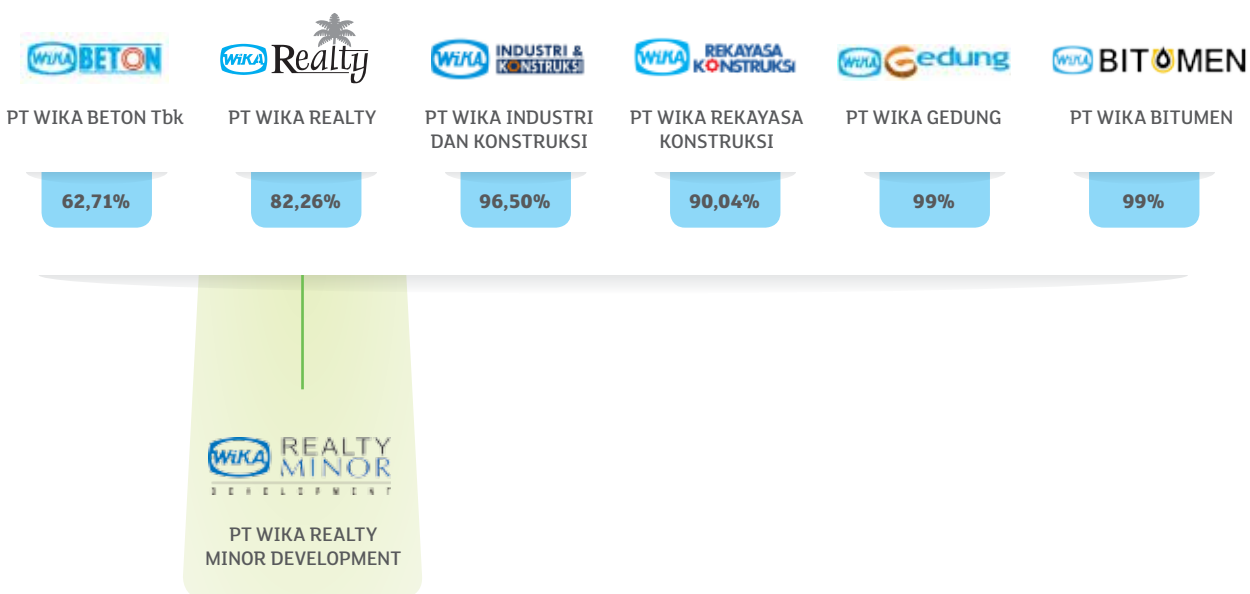 WIKA BETON
WIKA Realty
WIKA INDUSTRI & KONSTRUKSI
WIKA REKAYASA KONSTRUKSI
WIKA Gedung
WIKA BITUMEN
PT WIKA BETON Tbk
PT WIKA REALTY
PT WIKA INDUSTRI
DAN KONSTRUKSI
PT WIKA REKAYASA
KONSTRUKSI
PT WIKA GEDUNG
PT WIKA BITUMEN
62,71%
82,26%
96,50%
90,04%
99%
99%
WIKA REALTY
MINOR
DEVELOPMENT
PT WIKA REALTY
MINOR DEVELOPMENT